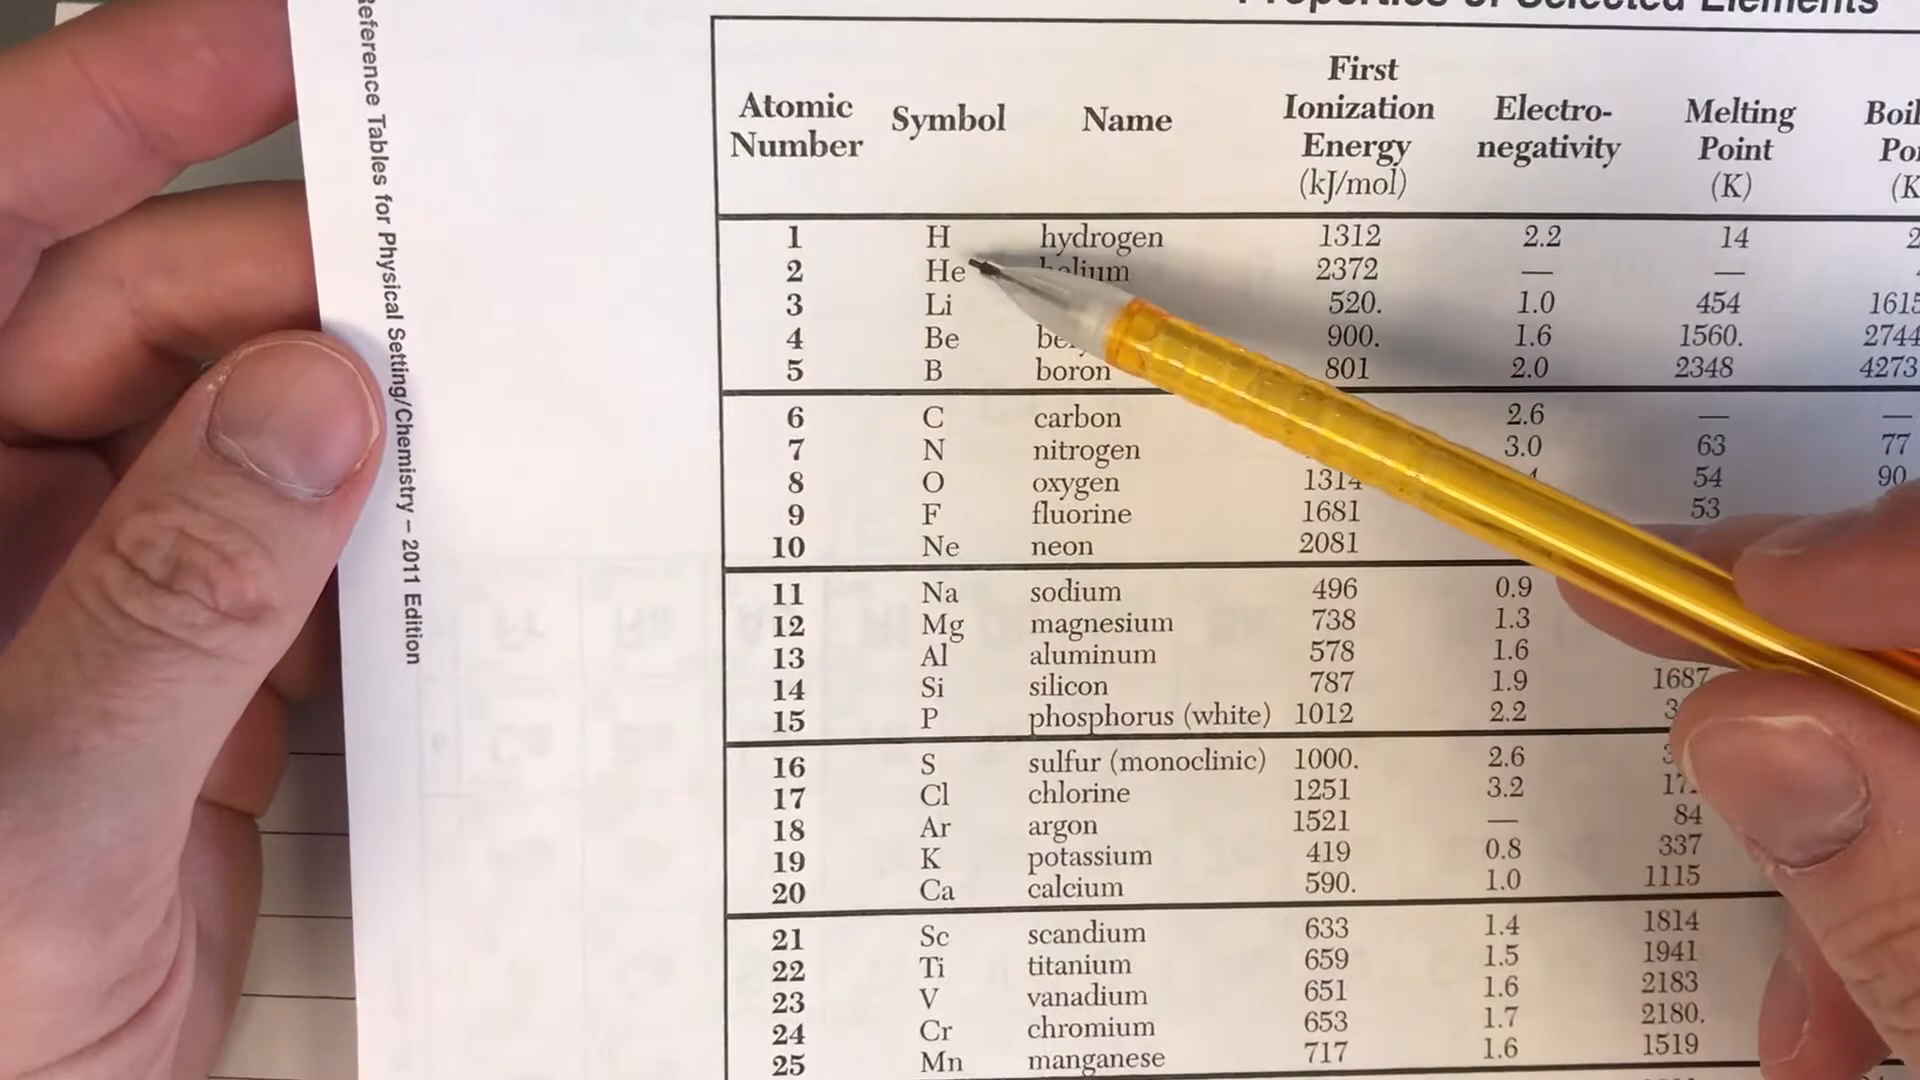 Properties of Selected Elements
Reference Tables for Physical Setting/Chemistry – 2011 Edition
Atomic Number Symbol Name First Ionization Energy (kJ/mol) Electro-negativity Melting Point (K)
1 H hydrogen 1312 2.2 14
2 He helium 2372 — —
3 Li 520. 1.0 454 1615
4 Be 900. 1.6 1560. 2744
5 B boron 801 2.0 2348 4273
6 C carbon 2.6 — —
7 N nitrogen 3.0 63 77
8 O oxygen 1314 54 90.
9 F fluorine 1681 53
10 Ne neon 2081
11 Na sodium 496 0.9
12 Mg magnesium 738 1.3
13 Al aluminum 578 1.6
14 Si silicon 787 1.9 1687
15 P phosphorus (white) 1012 2.2
16 S sulfur (monoclinic) 1000. 2.6
17 Cl chlorine 1251 3.2
18 Ar argon 1521 — 84
19 K potassium 419 0.8 337
20 Ca calcium 590. 1.0 1115
21 Sc scandium 633 1.4 1814
22 Ti titanium 659 1.5 1941
23 V vanadium 651 1.6 2183
24 Cr chromium 653 1.7 2180.
25 Mn manganese 717 1.6 1519